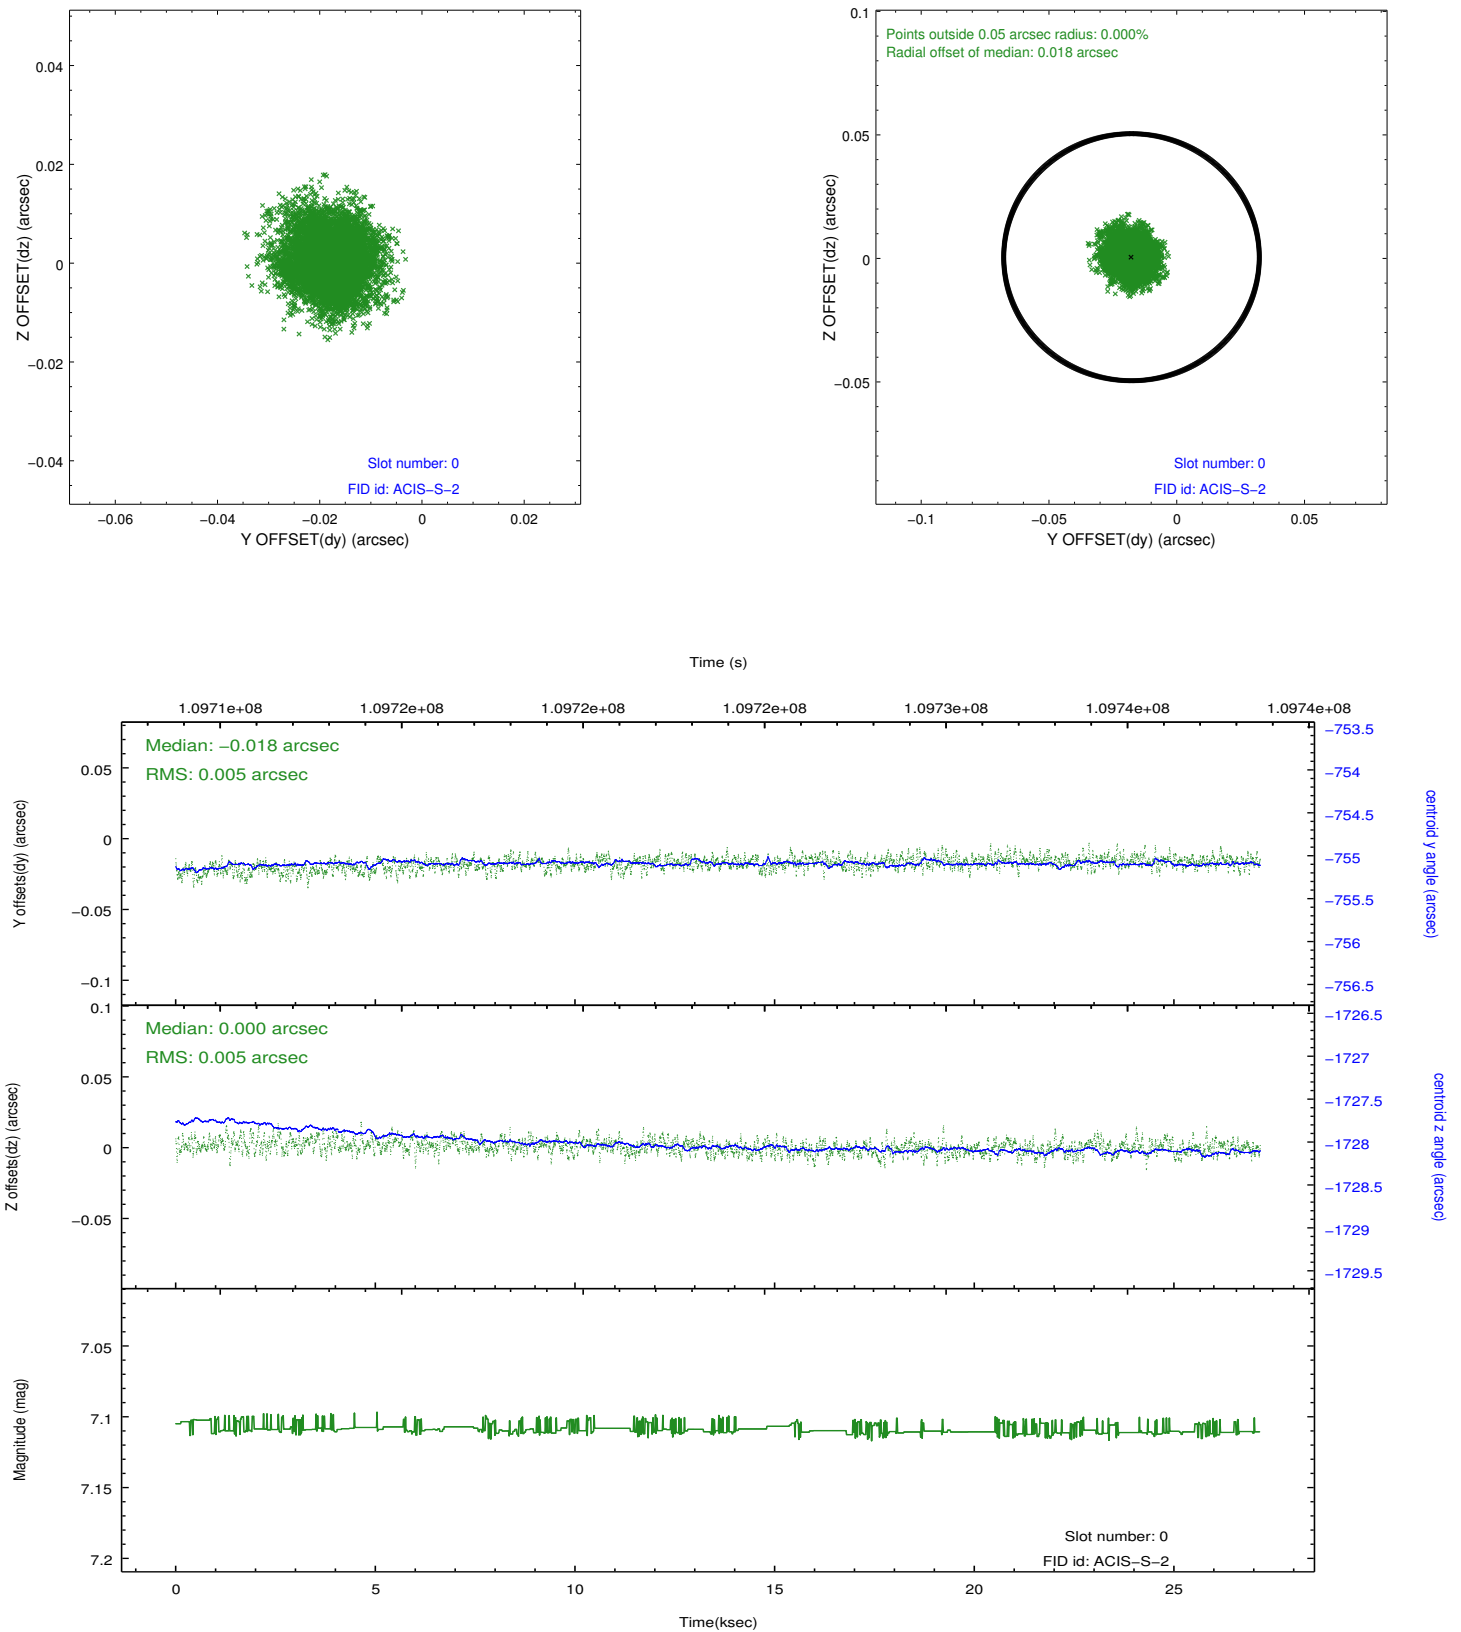 0.04
0.02
0
−0.02
−0.04
Z OFFSET(dz) (arcsec)
Slot number: 0
FID id: ACIS−S−2
−0.06
−0.04
−0.02
0
0.02
Y OFFSET(dy) (arcsec)
Points outside 0.05 arcsec radius: 0.000%
Radial offset of median: 0.018 arcsec
0.1
0.05
0
−0.05
Z OFFSET(dz) (arcsec)
Slot number: 0
FID id: ACIS−S−2
−0.1
−0.05
0
0.05
Y OFFSET(dy) (arcsec)
Time (s)
1.0971e+08
1.0972e+08
1.0972e+08
1.0972e+08
1.0973e+08
1.0974e+08
1.0974e+08
Median: −0.018 arcsec
RMS: 0.005 arcsec
0.05
0
−0.05
−0.1
Y offsets(dy) (arcsec)
−753.5
−754
−754.5
−755
−755.5
−756
−756.5
centroid y angle (arcsec)
Median: 0.000 arcsec
RMS: 0.005 arcsec
0.1
0.05
0
−0.05
Z offsets(dz) (arcsec)
−1726.5
−1727
−1727.5
−1728
−1728.5
−1729
−1729.5
centroid z angle (arcsec)
7.05
7.1
7.15
7.2
Magnitude (mag)
Slot number: 0
FID id: ACIS−S−2
0
5
10
15
20
25
Time(ksec)